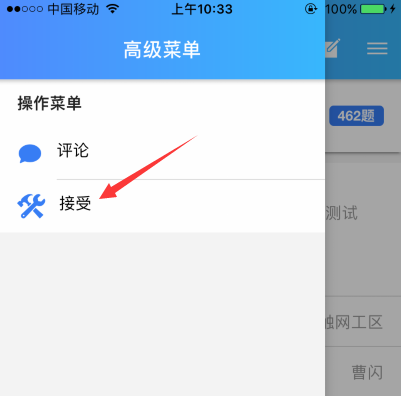 中国移动 上午10:33 100%
高级菜单
操作菜单
462题
评论
接受
测试
触网工区
曹闪